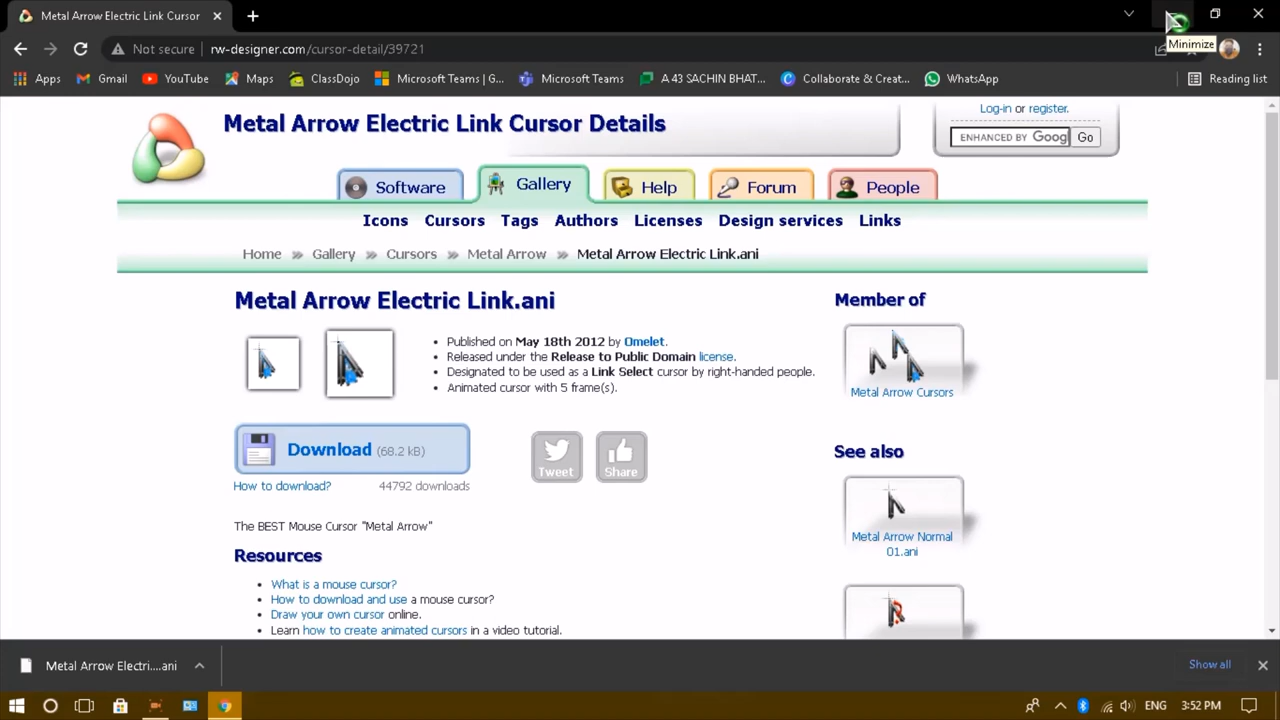 Metal Arrow Electric Link Cursor
Minimize
Not secure rw-designer.com/cursor-detail/39721
Apps Gmail YouTube Maps ClassDojo Microsoft Teams | G... Microsoft Teams A 43 SACHIN BHAT... Collaborate & Creat... WhatsApp Reading list
Metal Arrow Electric Link Cursor Details
Log-in or register.
ENHANCED BY Goog Go
Software Gallery Help Forum People
Icons Cursors Tags Authors Licenses Design services Links
Home » Gallery » Cursors » Metal Arrow » Metal Arrow Electric Link.ani
Metal Arrow Electric Link.ani
• Published on May 18th 2012 by Omelet.
• Released under the Release to Public Domain license.
• Designated to be used as a Link Select cursor by right-handed people.
• Animated cursor with 5 frame(s).
Download (68.2 kB)
How to download? 44792 downloads
Tweet
Share
The BEST Mouse Cursor "Metal Arrow"
Resources
• What is a mouse cursor?
• How to download and use a mouse cursor?
• Draw your own cursor online.
• Learn how to create animated cursors in a video tutorial.
Member of
Metal Arrow Cursors
See also
Metal Arrow Normal
01.ani
Metal Arrow Electri....ani
Show all
ENG 3:52 PM